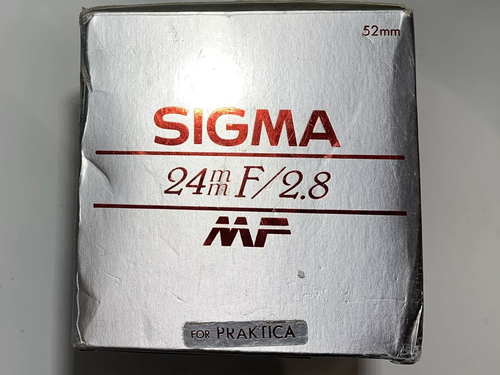 52mm
SIGMA
24mm F/2.8
MF
FOR PRAKTICA